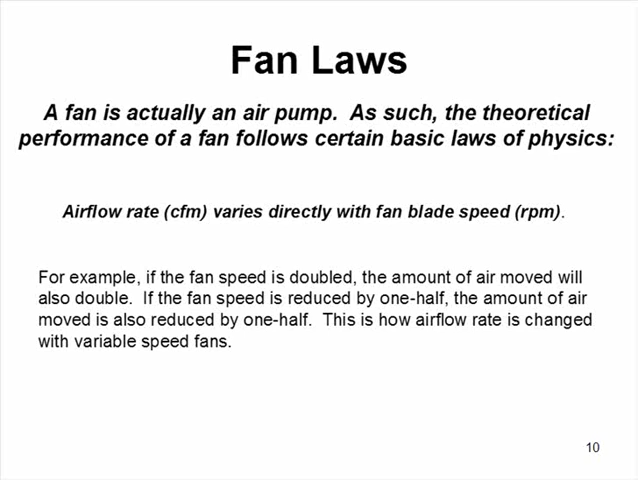 Fan Laws
A fan is actually an air pump.  As such, the theoretical
performance of a fan follows certain basic laws of physics:
Airflow rate (cfm) varies directly with fan blade speed (rpm).
For example, if the fan speed is doubled, the amount of air moved will
also double.  If the fan speed is reduced by one-half, the amount of air
moved is also reduced by one-half.  This is how airflow rate is changed
with variable speed fans.
10